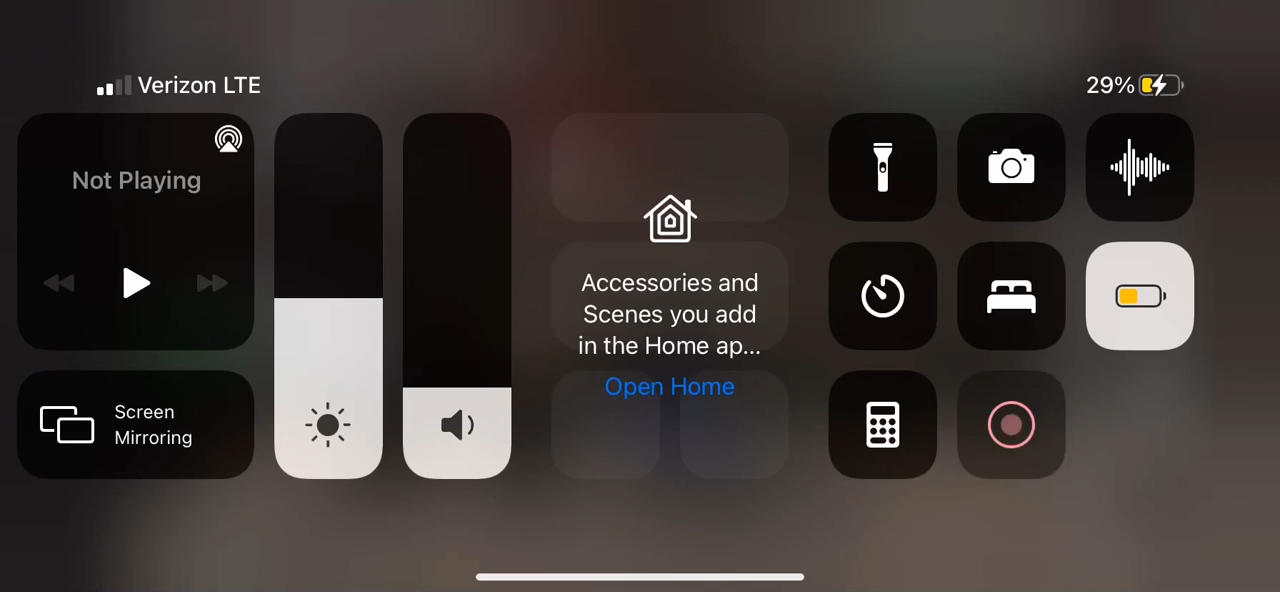 Verizon LTE
29%
Not Playing
Screen
Mirroring
Accessories and
Scenes you add
in the Home ap...
Open Home